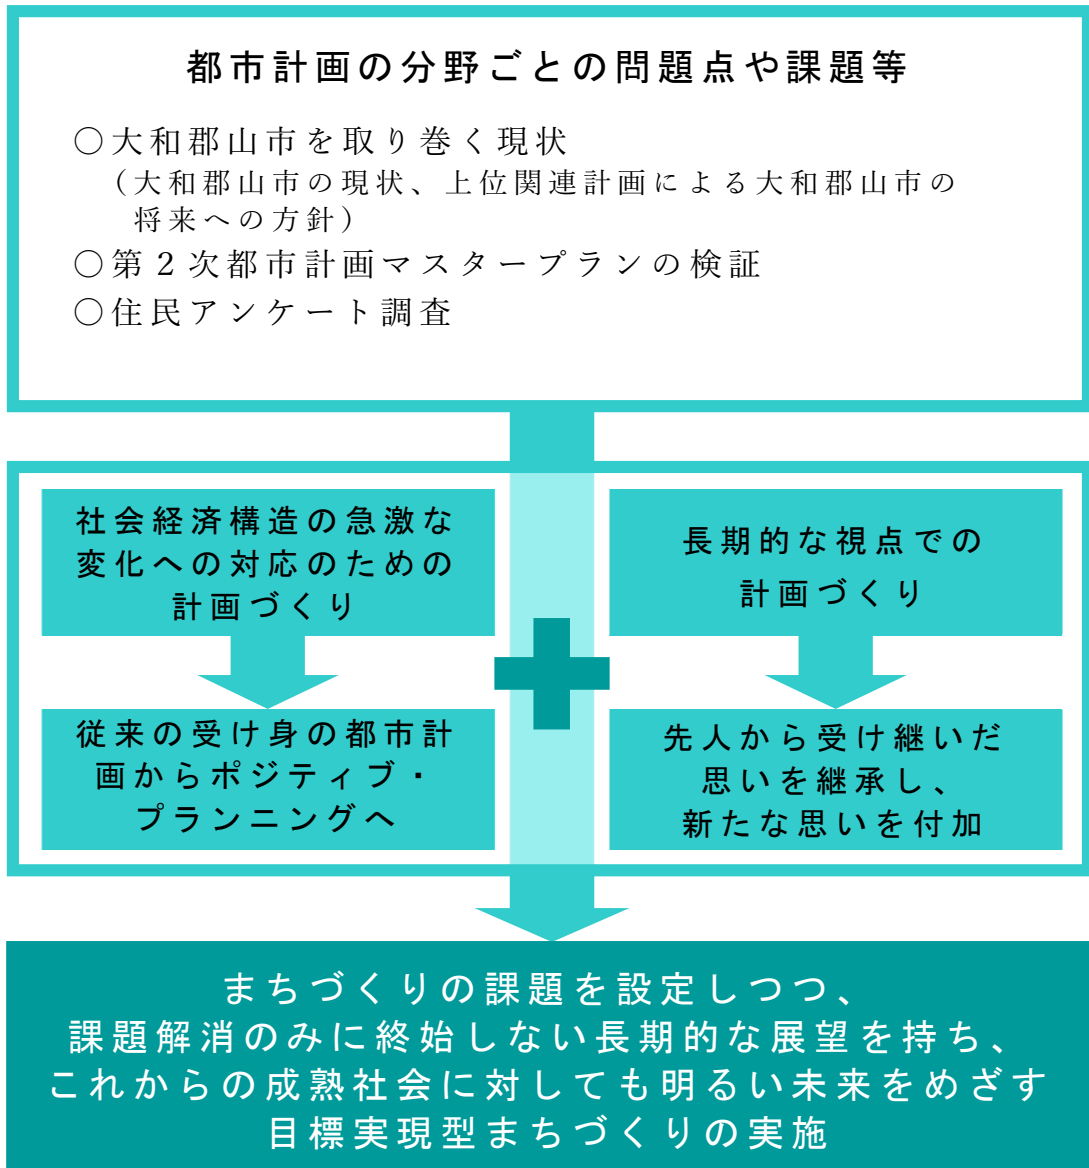 都市計画の分野ごとの問題点や課題等
○大和郡山市を取り巻く現状
（大和郡山市の現状、上位関連計画による大和郡山市の
将来への方針）
○第２次都市計画マスタープランの検証
○住民アンケート調査
社会経済構造の急激な
変化への対応のための
計画づくり
従来の受け身の都市計
画からポジティブ・
プランニングへ
長期的な視点での
計画づくり
先人から受け継いだ
思いを継承し、
新たな思いを付加
まちづくりの課題を設定しつつ、
課題解消のみに終始しない長期的な展望を持ち、
これからの成熟社会に対しても明るい未来をめざす
目標実現型まちづくりの実施